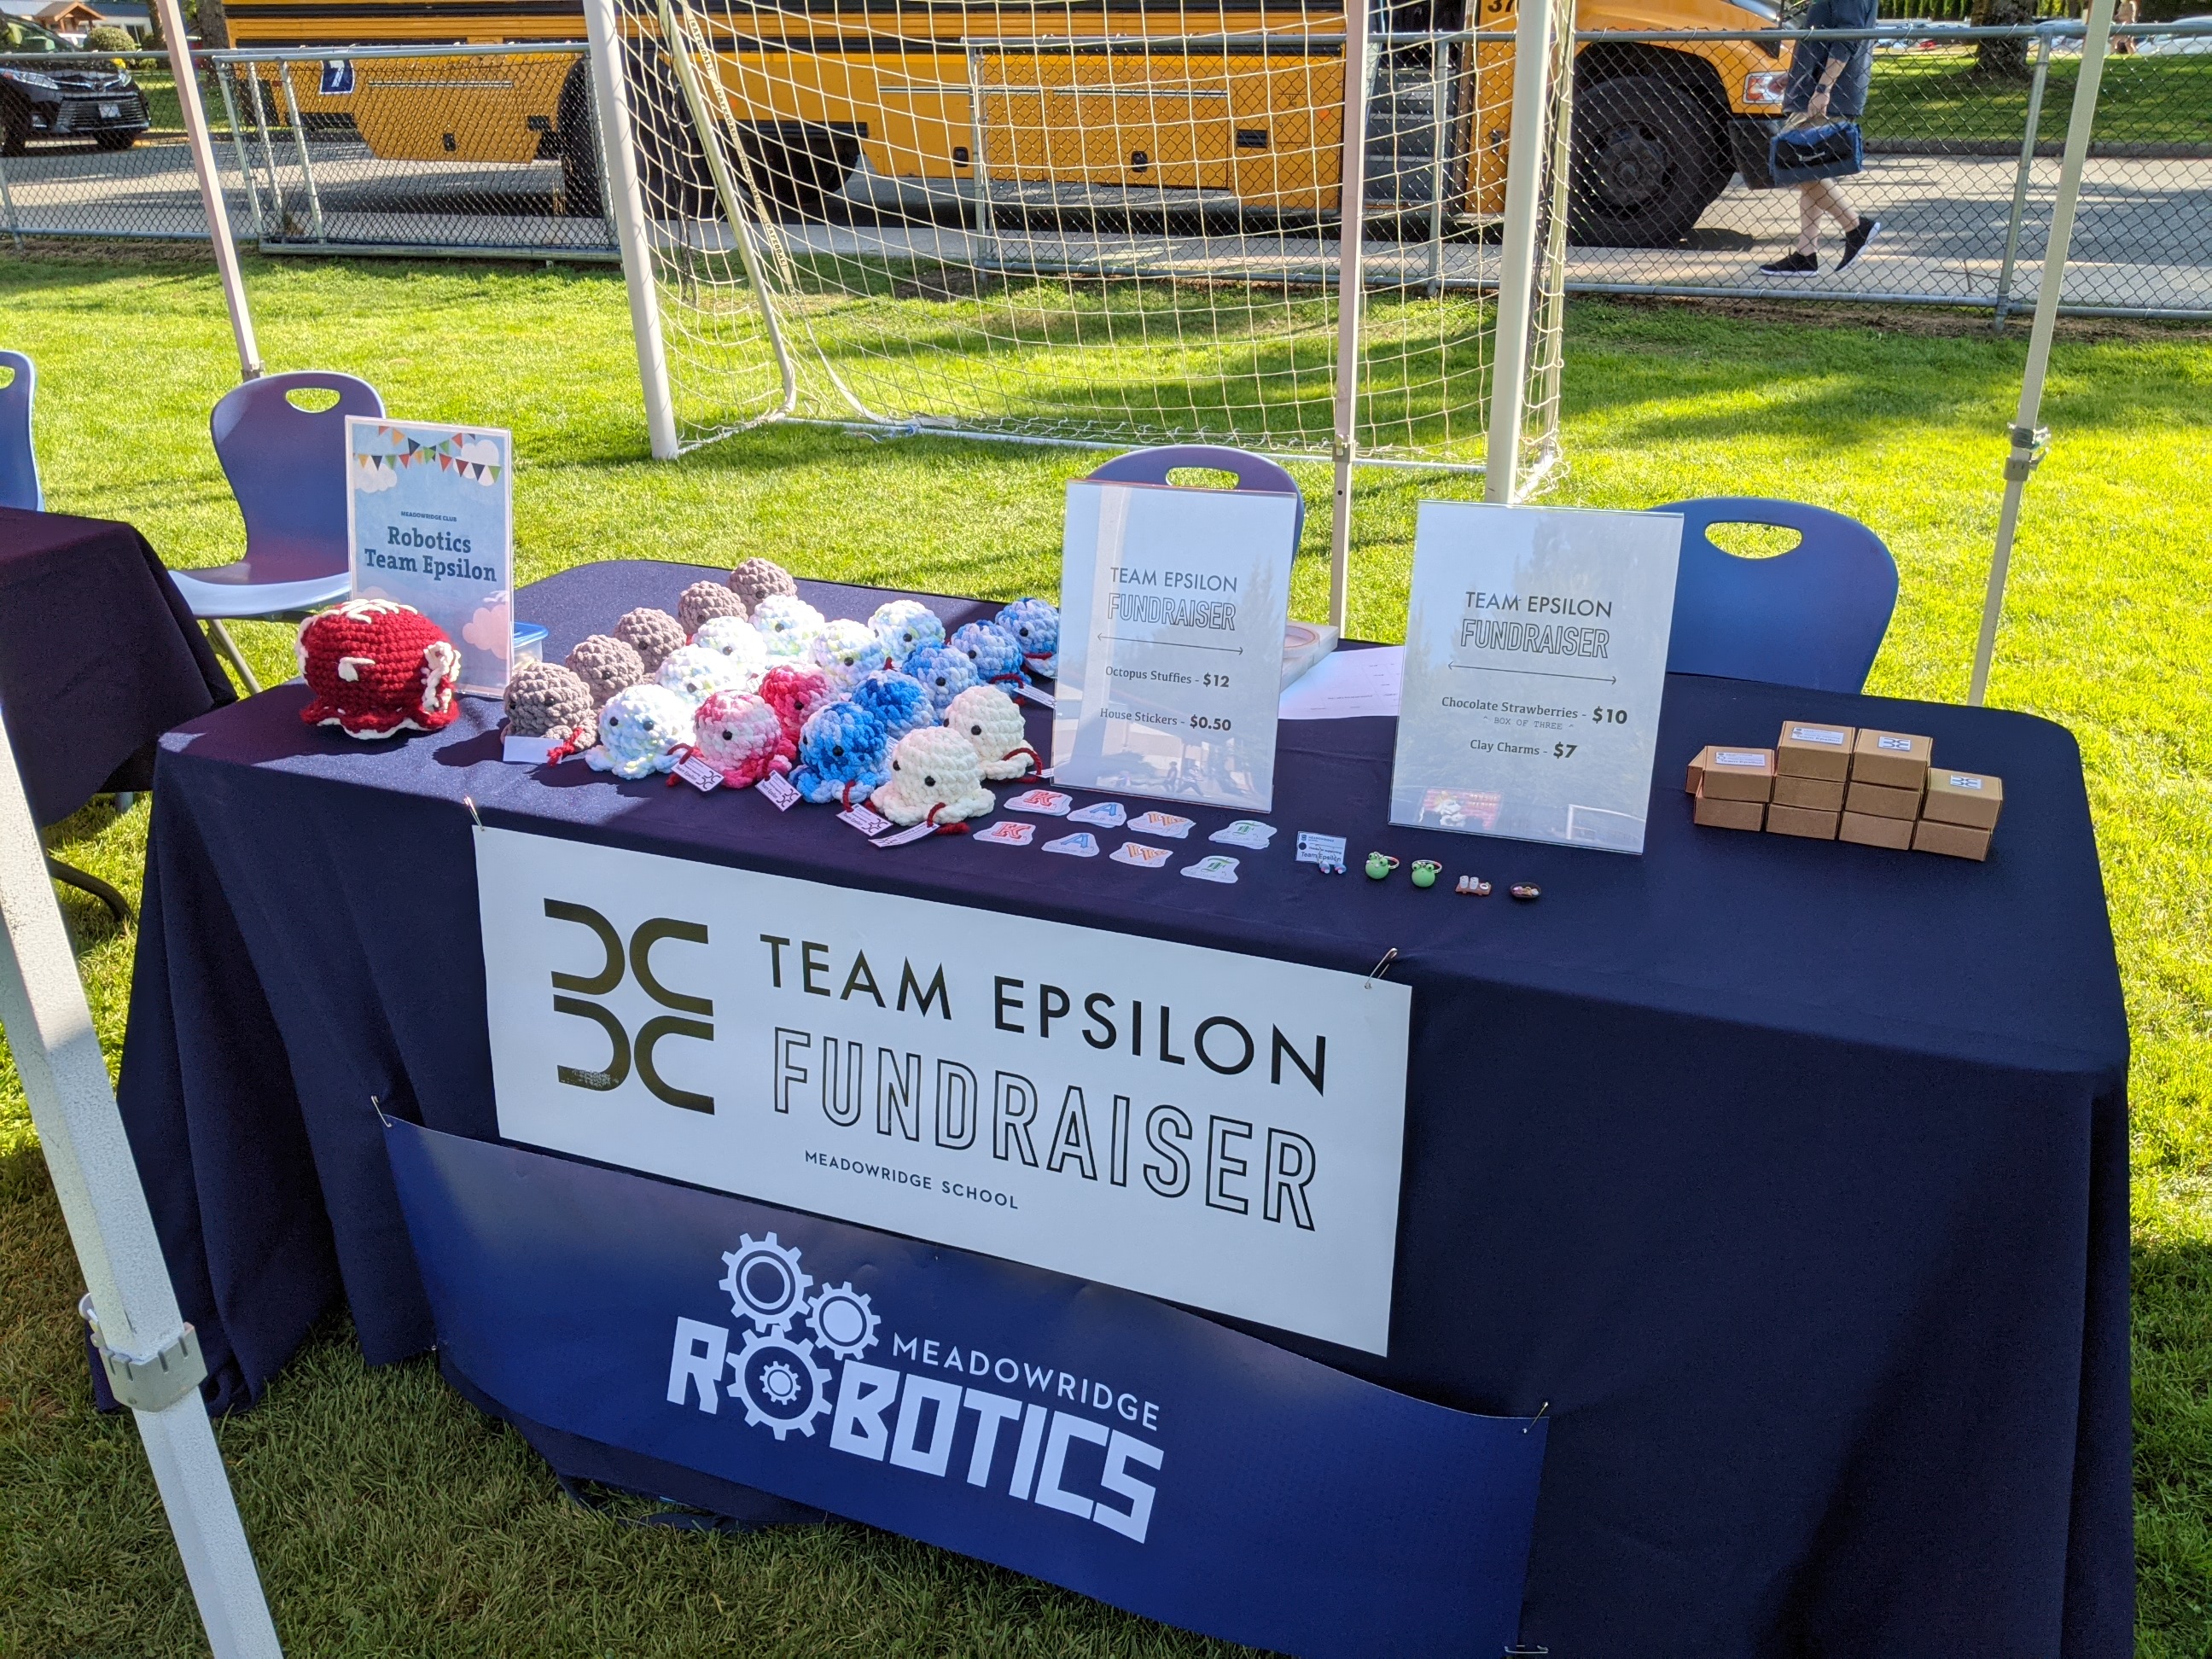 MEADOWRIDGE CLUB
Robotics
Team Epsilon
TEAM EPSILON
FUNDRAISER
Octopus Stuffies - $12
House Stickers - $0.50
TEAM EPSILON
FUNDRAISER
Chocolate Strawberries - $10
^ BOX OF THREE ^
Clay Charms - $7
K
A
K
A
Team Epsilon
TEAM EPSILON
FUNDRAISER
MEADOWRIDGE SCHOOL
MEADOWRIDGE
ROBOTICS
7